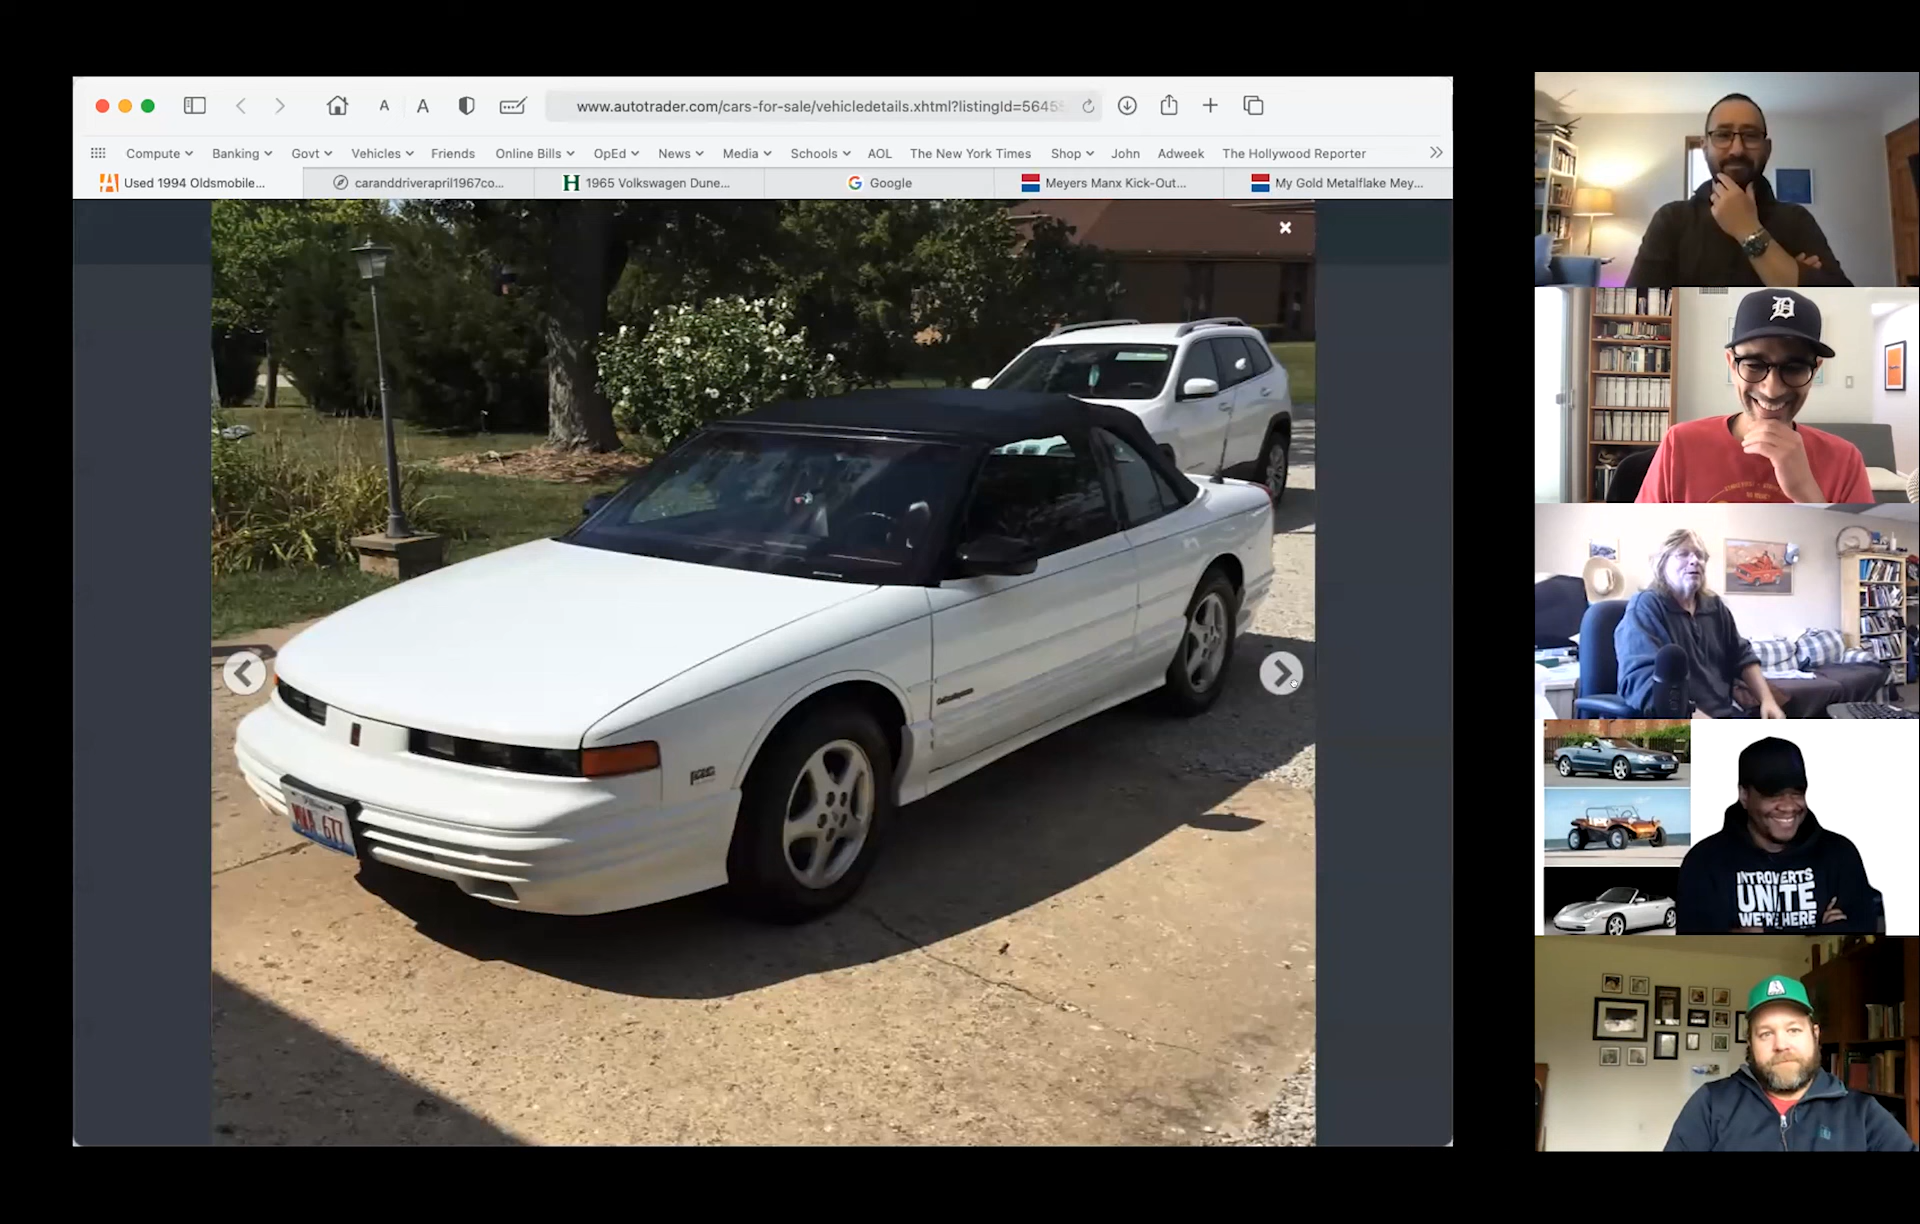 www.autotrader.com/cars-for-sale/vehicledetails.xhtml?listingId=5645
Compute Banking Govt Vehicles Friends Online Bills OpEd News Media Schools AOL The New York Times Shop John Adweek The Hollywood Reporter
Used 1994 Oldsmobile... caranddriverapril1967co... 1965 Volkswagen Dune... Google Meyers Manx Kick-Out... My Gold Metalflake Mey...
INTROVERTS
UNITE
WE'RE HERE